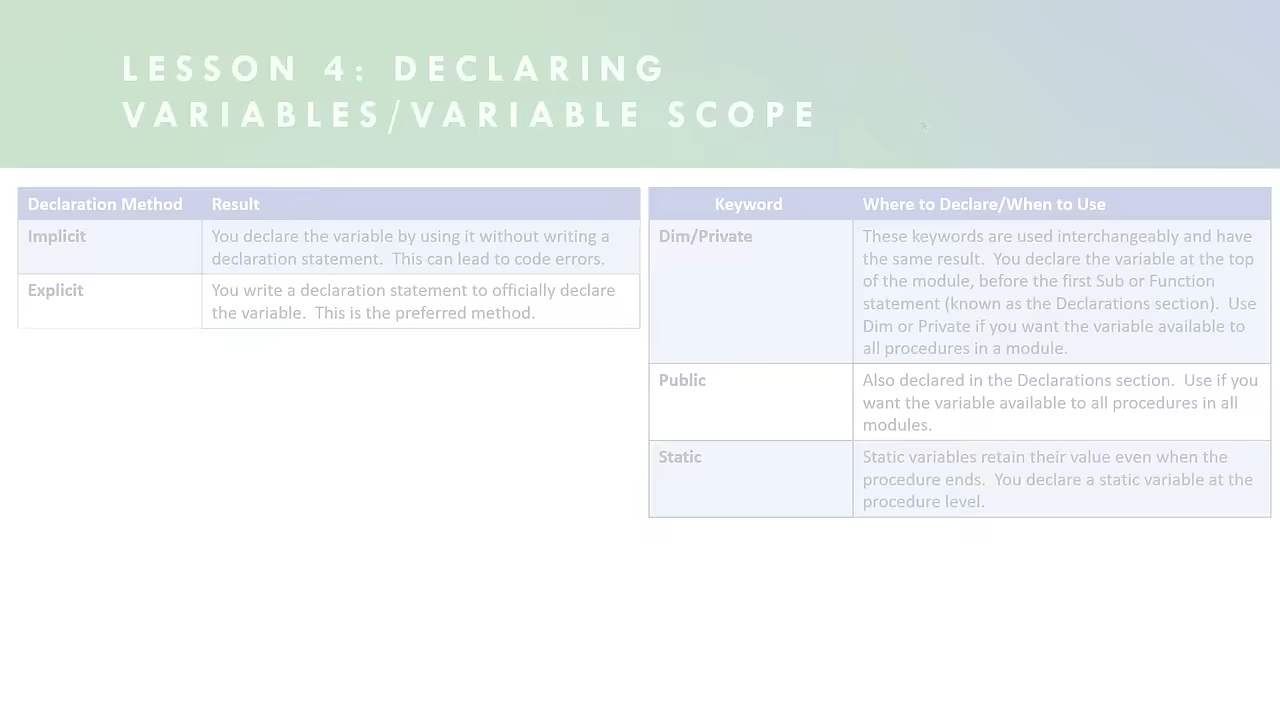 LESSON 4: DECLARING
VARIABLES/VARIABLE SCOPE
Declaration Method Result
Implicit You declare the variable by using it without writing a
declaration statement.  This can lead to code errors.
Explicit You write a declaration statement to officially declare
the variable.  This is the preferred method.
Keyword Where to Declare/When to Use
Dim/Private These keywords are used interchangeably and have
the same result.  You declare the variable at the top
of the module, before the first Sub or Function
statement (known as the Declarations section).  Use
Dim or Private if you want the variable available to
all procedures in a module.
Public Also declared in the Declarations section.  Use if you
want the variable available to all procedures in all
modules.
Static Static variables retain their value even when the
procedure ends.  You declare a static variable at the
procedure level.